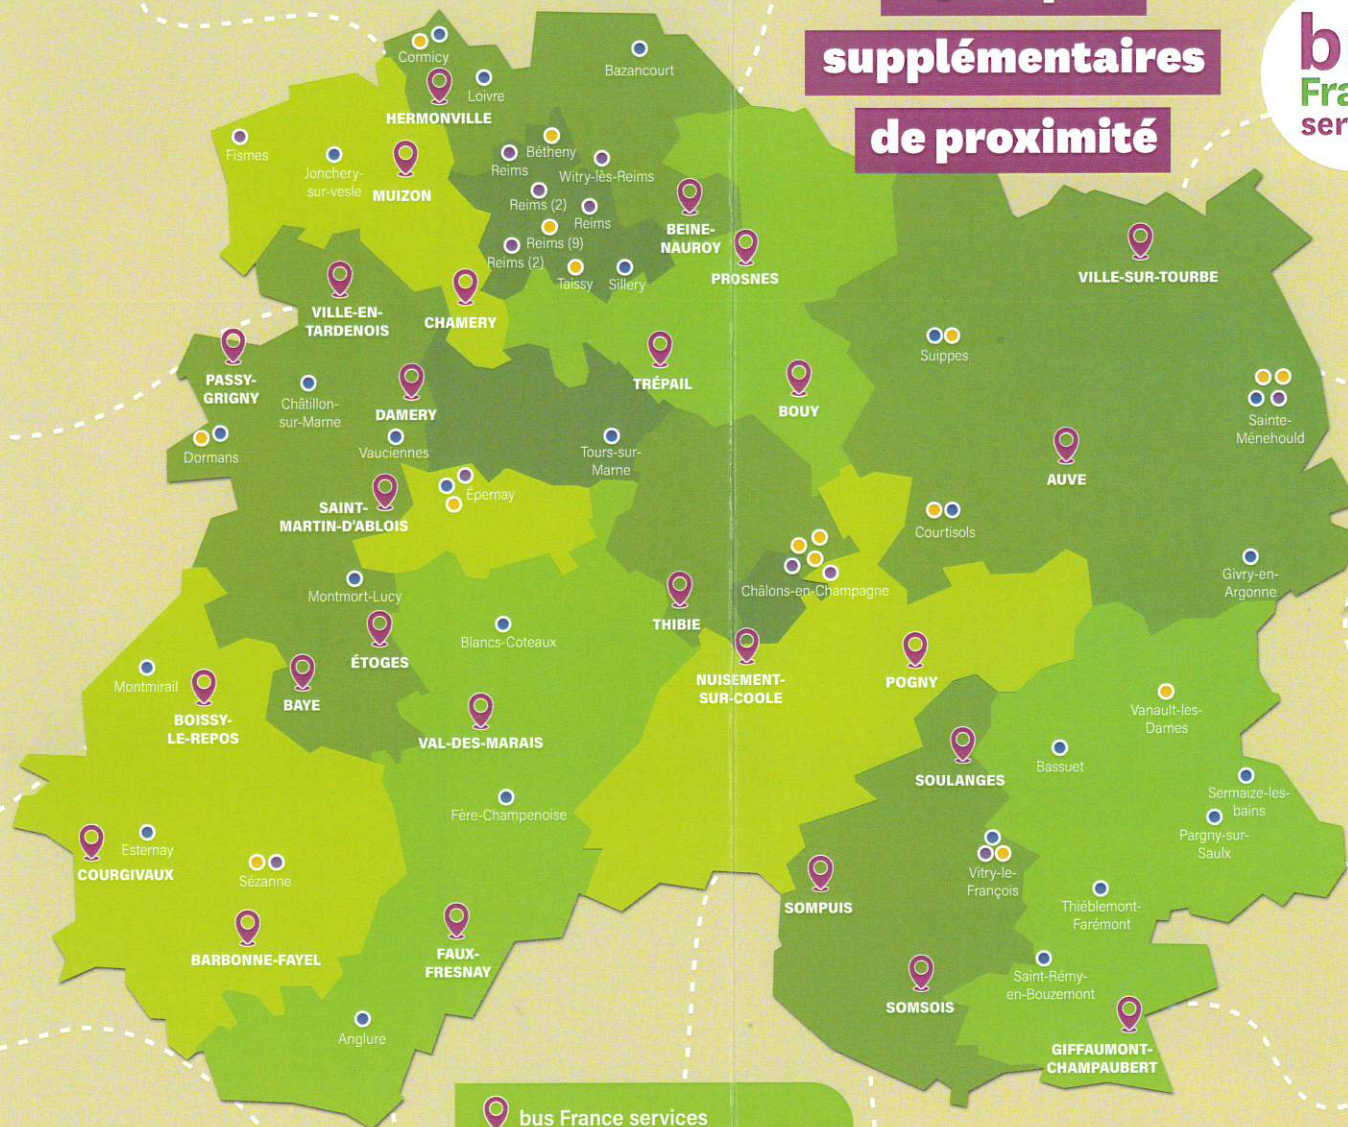 supplémentaires
de proximité
Cormicy
Bazancourt
Loivre
HERMONVILLE
Fismes
Jonchery-
sur-vesle
MUIZON
Reims
Bétheny
Witry-lès-Reims
Reims (2)
Reims
Reims (9)
Reims (2)
Taissy
Sillery
BEINE-
NAUROY
PROSNES
VILLE-SUR-TOURBE
VILLE-EN-
TARDENOIS
CHAMERY
Suippes
PASSY-
GRIGNY
Châtillon-
sur-Marne
DAMERY
TRÉPAIL
BOUY
Sainte-
Ménehould
Dormans
Vauciennes
Tours-sur-
Marne
AUVE
Épernay
SAINT-
MARTIN-D'ABLOIS
Courtisols
Montmort-Lucy
Châlons-en-Champagne
Givry-en-
Argonne
THIBIE
Blancs-Coteaux
ÉTOGES
Montmirail
BOISSY-
LE-REPOS
BAYE
NUISEMENT-
SUR-COOLE
POGNY
VAL-DES-MARAIS
Vanault-les-
Dames
SOULANGES
Bassuet
Fère-Champenoise
Sermaize-les-
bains
Pargny-sur-
Saulx
COURGIVAUX
Esternay
Sézanne
Vitry-le-
François
SOMPUIS
Thiéblemont-
Farémont
BARBONNE-FAYEL
FAUX-
FRESNAY
Saint-Rémy-
en-Bouzemont
SOMSOIS
Anglure
GIFFAUMONT-
CHAMPAUBERT
bus France services